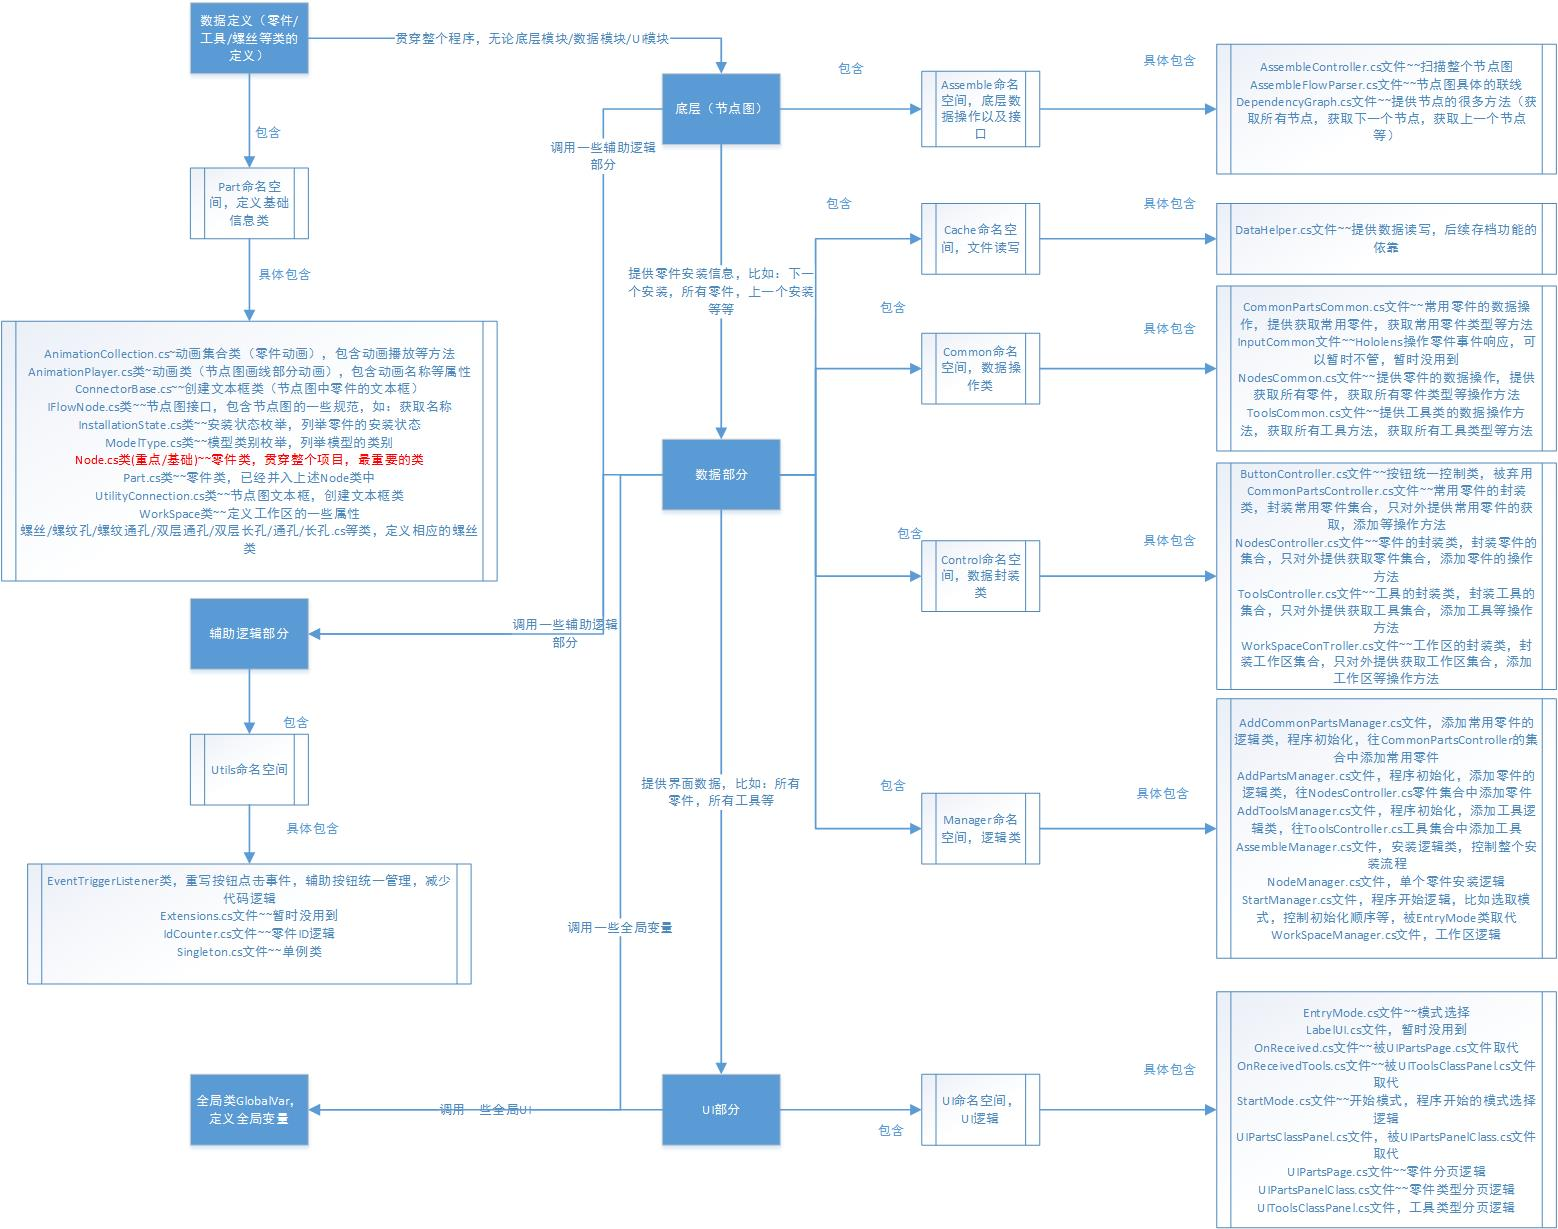 数据定义（零件/
工具/螺丝等类的
定义）
贯穿整个程序，无论底层模块/数据模块/UI模块
包含
Part命名空
间，定义基础
信息类
具体包含
AnimationCollection.cs~动画集合类（零件动画），包含动画播放等方法
AnimationPlayer.cs类~动画类（节点图画线部分动画），包含动画名称等属性
ConnectorBase.cs~~创建文本框类（节点图中零件的文本框）
IFlowNode.cs类~~节点图接口，包含节点图的一些规范，如：获取名称
InstallationState.cs类~~安装状态枚举，列举零件的安装状态
ModelType.cs类~~模型类别枚举，列举模型的类别
Node.cs类(重点/基础)~~零件类，贯穿整个项目，最重要的类
Part.cs类~~零件类，已经并入上述Node类中
UtilityConnection.cs类~~节点图文本框，创建文本框类
WorkSpace类~~定义工作区的一些属性
螺丝/螺纹孔/螺纹通孔/双层通孔/双层长孔/通孔/长孔.cs等类，定义相应的螺丝
类
辅助逻辑部分
包含
Utils命名空间
具体包含
EventTriggerListener类，重写按钮点击事件，辅助按钮统一管理，减少
代码逻辑
Extensions.cs文件~~暂时没用到
IdCounter.cs文件~~零件ID逻辑
Singleton.cs文件~~单例类
全局类GlobalVar，
定义全局变量
底层（节点图）
调用一些辅助逻辑
部分
提供零件安装信息，比如：下一
个安装，所有零件，上一个安装
等等
数据部分
调用一些辅助逻辑
部分
提供界面数据，比如：所有
零件，所有工具等
调用一些全局变量
调用一些全局UI
UI部分
包含
Assemble命名
空间，底层数
据操作以及接
口
具体包含
AssembleController.cs文件~~扫描整个节点图
AssembleFlowParser.cs文件~~节点图具体的联线
DependencyGraph.cs文件~~提供节点的很多方法（获
取所有节点，获取下一个节点，获取上一个节点
等）
包含
Cache命名空
间，文件读写
具体包含
DataHelper.cs文件~~提供数据读写，后续存档功能的
依靠
包含
Common命名
空间，数据操
作类
具体包含
CommonPartsCommon.cs文件~~常用零件的数据操
作，提供获取常用零件，获取常用零件类型等方法
InputCommon文件~~Hololens操作零件事件响应，可
以暂时不管，暂时没用到
NodesCommon.cs文件~~提供零件的数据操作，提供
获取所有零件，获取所有零件类型等操作方法
ToolsCommon.cs文件~~提供工具类的数据操作方
法，获取所有工具方法，获取所有工具类型等方法
包含
Control命名空
间，数据封装
类
具体包含
ButtonController.cs文件~~按钮统一控制类，被弃用
CommonPartsController.cs文件~~常用零件的封装
类，封装常用零件集合，只对外提供常用零件的获
取，添加等操作方法
NodesController.cs文件~~零件的封装类，封装零件的
集合，只对外提供获取零件集合，添加零件的操作
方法
ToolsController.cs文件~~工具的封装类，封装工具的
集合，只对外提供获取工具集合，添加工具等操作
方法
WorkSpaceConTroller.cs文件~~工作区的封装类，封
装工作区集合，只对外提供获取工作区集合，添加
工作区等操作方法
包含
Manager命名
空间，逻辑类
具体包含
AddCommonPartsManager.cs文件，添加常用零件的
逻辑类，程序初始化，往CommonPartsController的集
合中添加常用零件
AddPartsManager.cs文件，程序初始化，添加零件的
逻辑类，往NodesController.cs零件集合中添加零件
AddToolsManager.cs文件，程序初始化，添加工具逻
辑类，往ToolsController.cs工具集合中添加工具
AssembleManager.cs文件，安装逻辑类，控制整个安
装流程
NodeManager.cs文件，单个零件安装逻辑
StartManager.cs文件，程序开始逻辑，比如选取模
式，控制初始化顺序等，被EntryMode类取代
WorkSpaceManager.cs文件，工作区逻辑
包含
UI命名空间，
UI逻辑
具体包含
EntryMode.cs文件~~模式选择
LabelUI.cs文件，暂时没用到
OnReceived.cs文件~~被UIPartsPage.cs文件取代
OnReceivedTools.cs文件~~被UIToolsClassPanel.cs文件
取代
StartMode.cs文件~~开始模式，程序开始的模式选择
逻辑
UIPartsClassPanel.cs文件，被UIPartsPanelClass.cs文件
取代
UIPartsPage.cs文件~~零件分页逻辑
UIPartsPanelClass.cs文件~~零件类型分页逻辑
UIToolsClassPanel.cs文件，工具类型分页逻辑